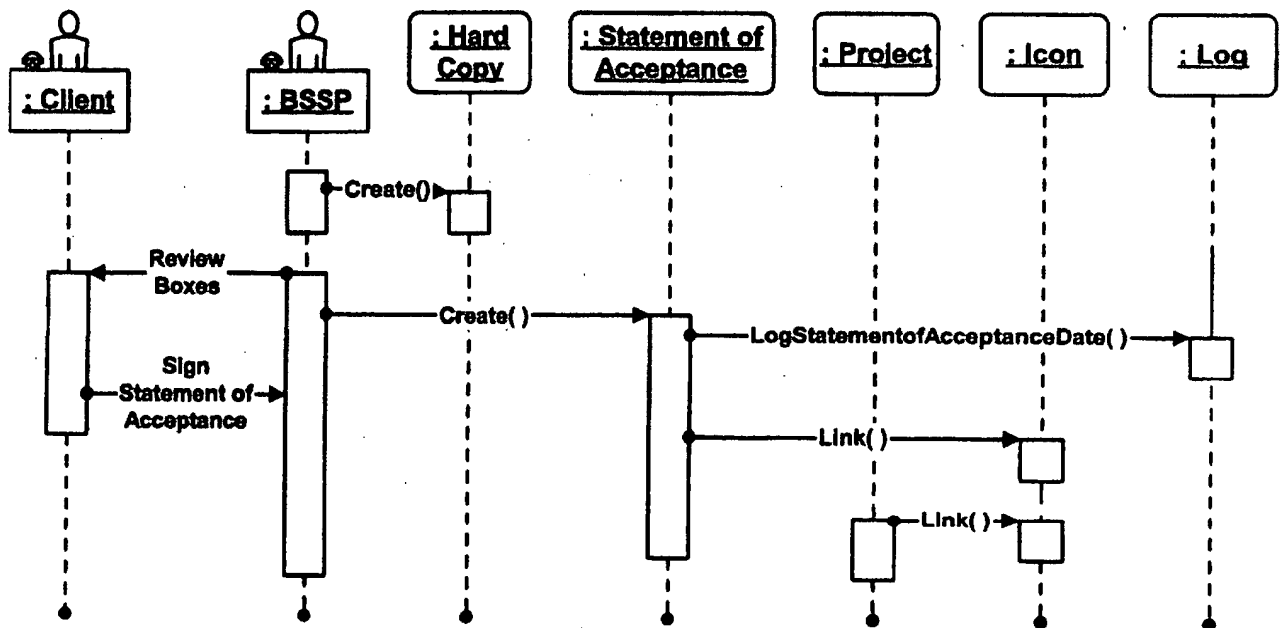 : Client
: BSSP
: Hard
Copy
: Statement of
Acceptance
: Project
: Icon
: Log
Create()
Review
Boxes
Create( )
LogStatementofAcceptanceDate( )
Sign
Statement of
Acceptance
Link( )
Link( )